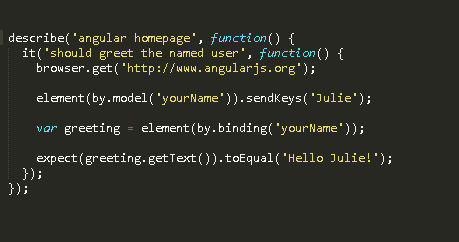 describe('angular homepage', function() {
  it('should greet the named user', function() {
    browser.get('http://www.angularjs.org');
    element(by.model('yourName')).sendKeys('Julie');
    var greeting = element(by.binding('yourName'));
    expect(greeting.getText()).toEqual('Hello Julie!');
  });
});